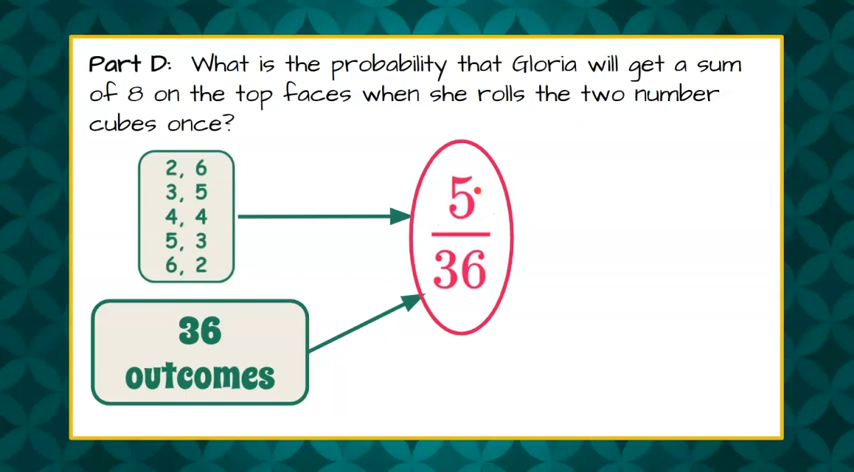 Part D: What is the probability that Gloria will get a sum
of 8 on the top faces when she rolls the two number
cubes once?
2, 6
3, 5
4, 4
5, 3
6, 2
5
36
36
outcomes